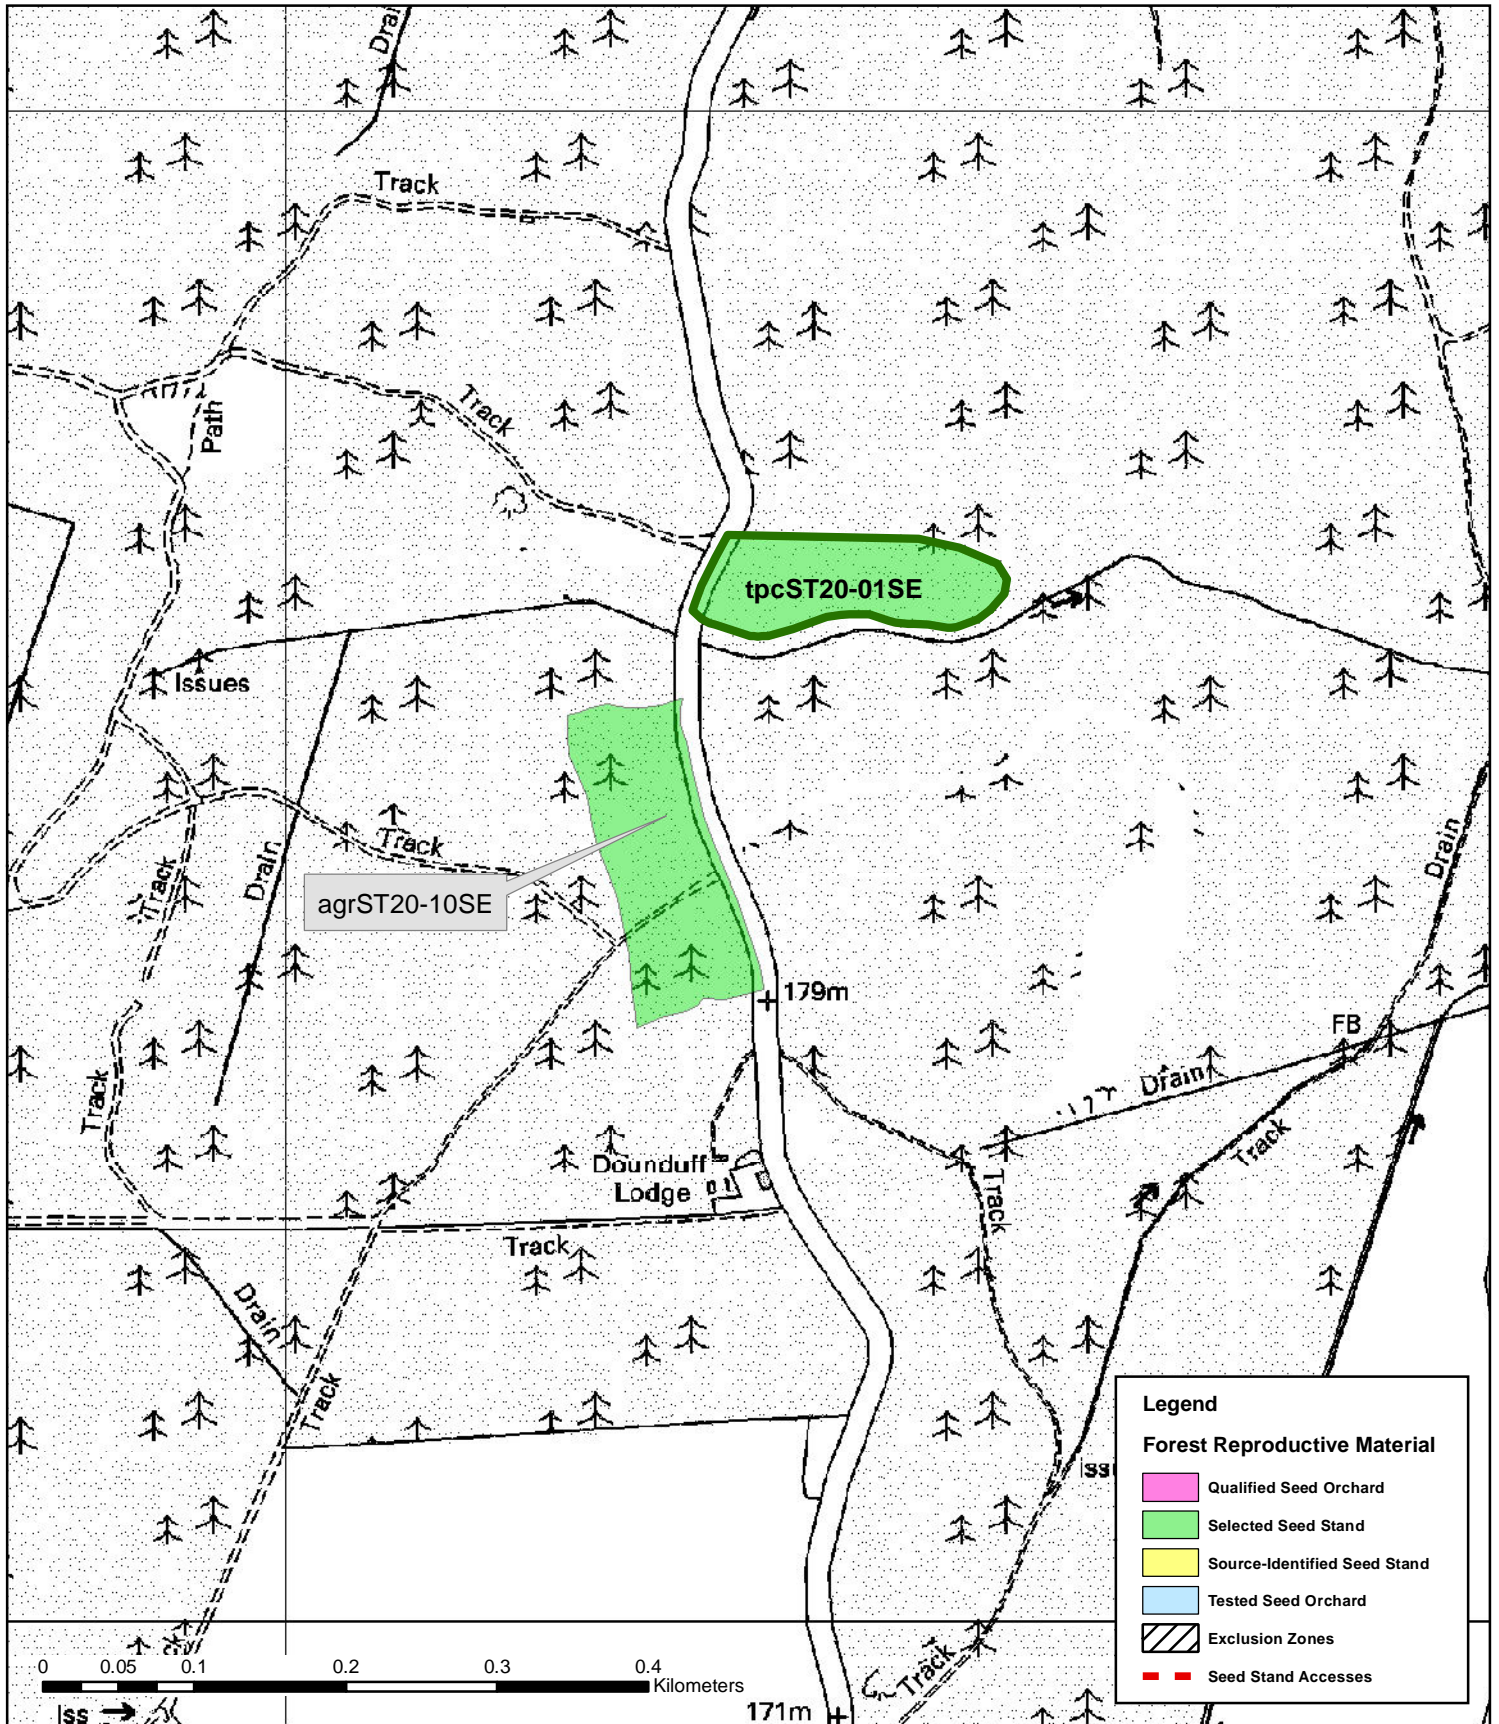 Drai
Track
Track
Path
tpcST20-01SE
Issues
Track
Drain
Track
Drain
agrST20-10SE
179m
FB
Drain
Track
Track
Dounduff
Lodge
Track
Track
Drain
Track
Legend
Forest Reproductive Material
Iss
Qualified Seed Orchard
Selected Seed Stand
Source-Identified Seed Stand
Tested Seed Orchard
Exclusion Zones
Seed Stand Accesses
ck
Track
0 0.05 0.1 0.2 0.3 0.4
Kilometers
Iss
171m